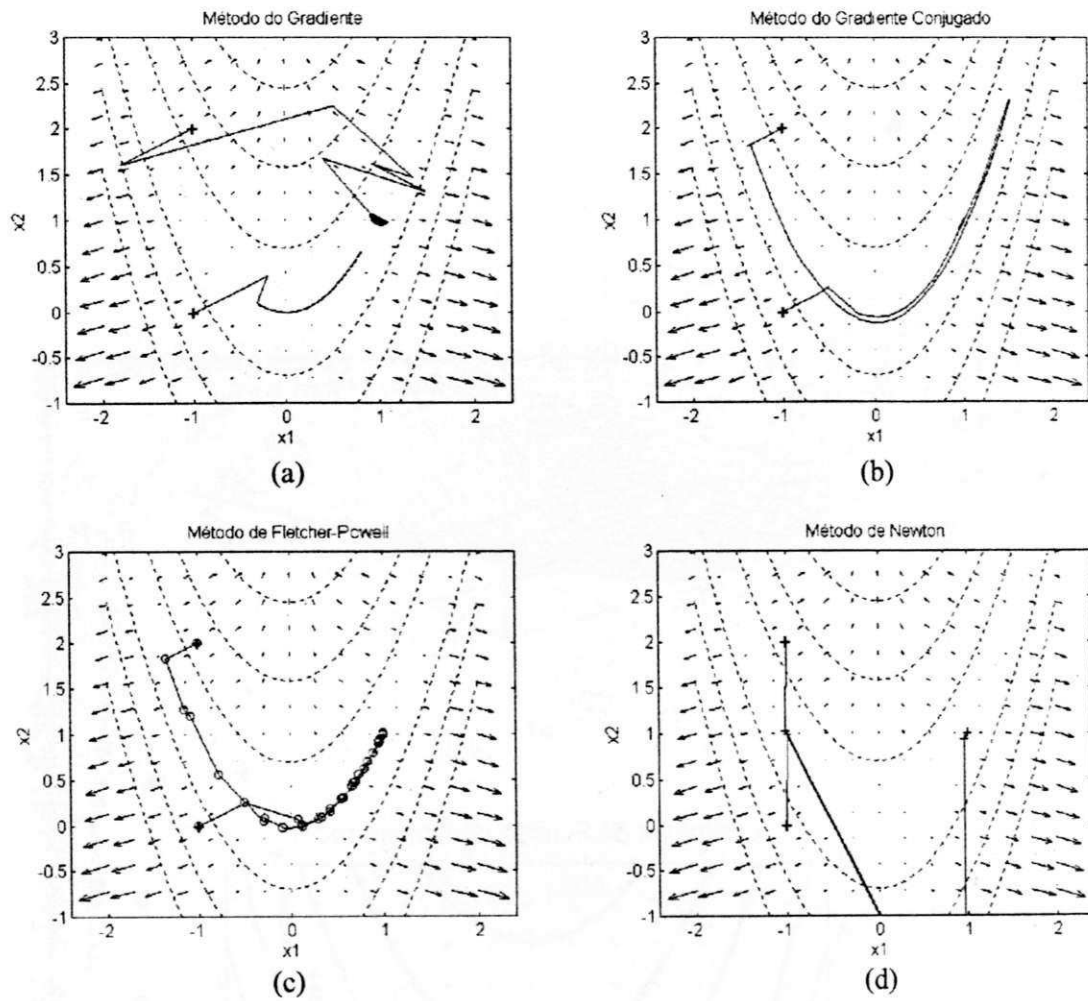 Método do Gradiente
3
2.5
2
1.5
1
0.5
0
-0.5
-1
x2
-2 -1 0 1 2
x1
(a)
Método do Gradiente Conjugado
3
2.5
2
1.5
1
0.5
0
-0.5
-1
x2
-2 -1 0 1 2
x1
(b)
Método de Fletcher-Powell
3
2.5
2
1.5
1
0.5
0
-0.5
-1
x2
-2 -1 0 1 2
x1
(c)
Método de Newton
3
2.5
2
1.5
1
0.5
0
-0.5
-1
x2
-2 -1 0 1 2
x1
(d)